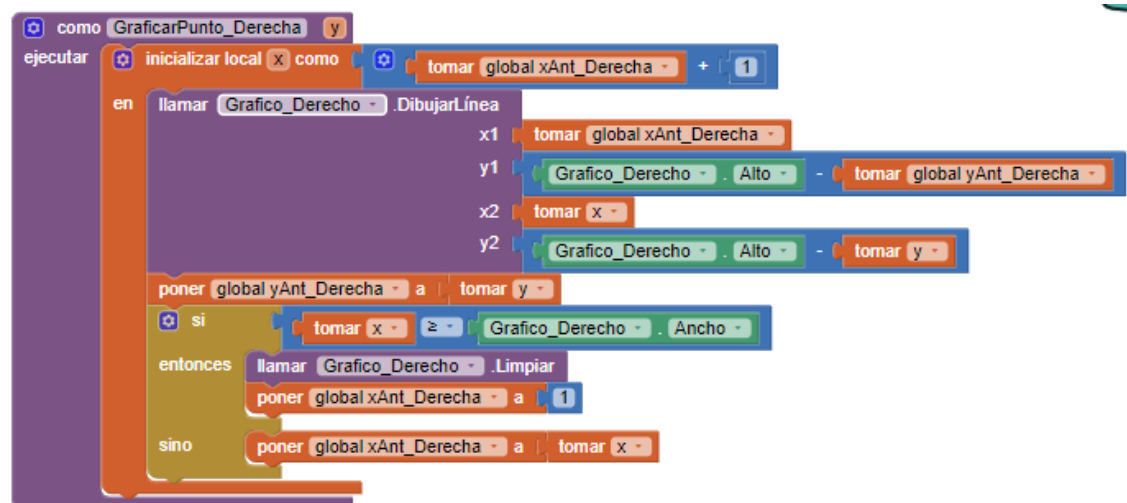 como GraficarPunto_Derecha y
ejecutar inicializar local x como tomar global xAnt_Derecha + 1
en llamar Grafico_Derecho .DibujarLínea
x1 tomar global xAnt_Derecha
y1 Grafico_Derecho . Alto - tomar global yAnt_Derecha
x2 tomar x
y2 Grafico_Derecho . Alto - tomar y
poner global yAnt_Derecha a tomar y
si tomar x ≥ Grafico_Derecho . Ancho
entonces llamar Grafico_Derecho .Limpiar
poner global xAnt_Derecha a 1
sino poner global xAnt_Derecha a tomar x